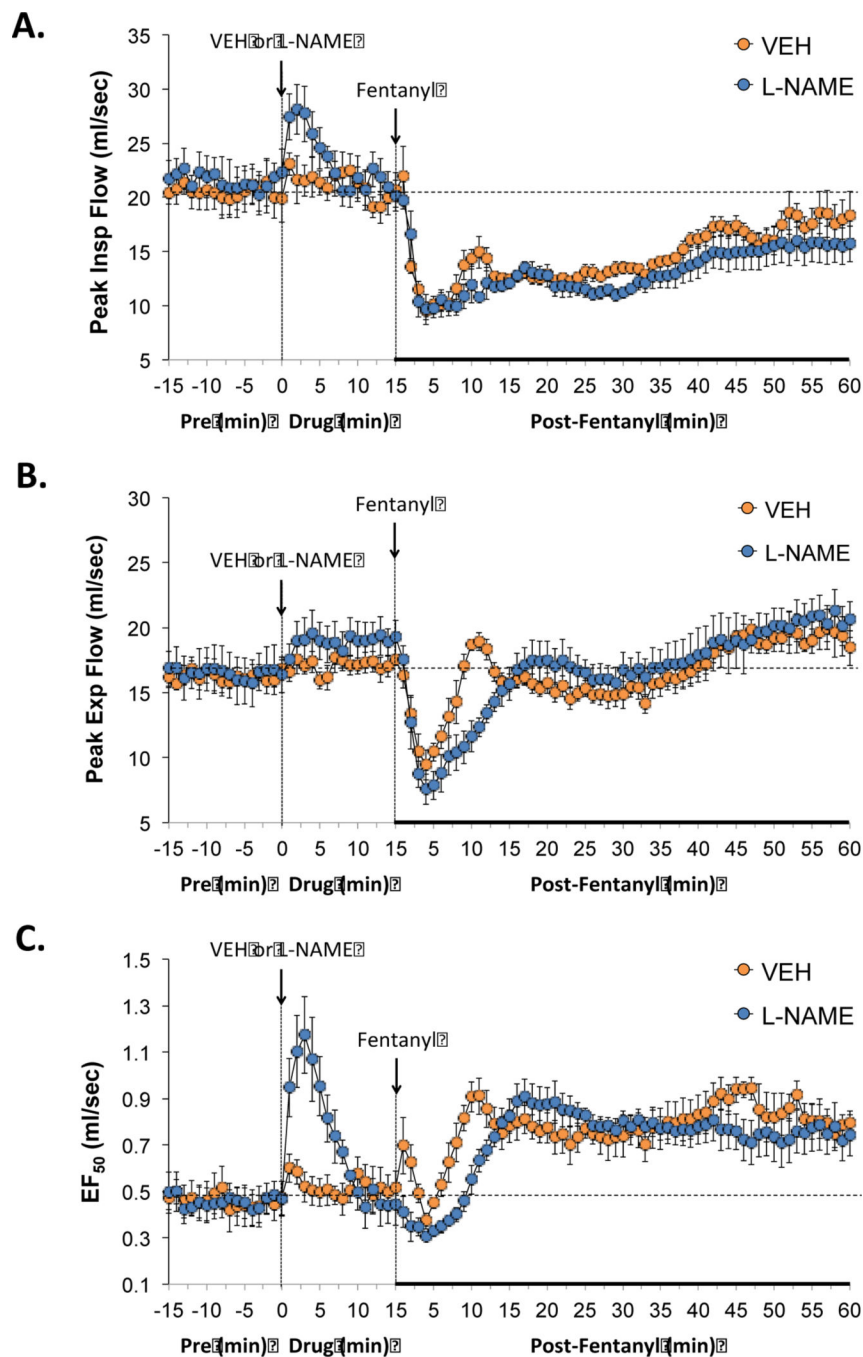 A.
VEH or L-NAME
VEH
L-NAME
Fentanyl
Peak Insp Flow (ml/sec)
35
30
25
20
15
10
5
-15 -10 -5 0 5 10 15 5 10 15 20 25 30 35 40 45 50 55 60
Pre (min) Drug (min) Post-Fentanyl (min)
B.
Fentanyl
VEH
L-NAME
VEH or L-NAME
Peak Exp Flow (ml/sec)
30
25
20
15
10
5
-15 -10 -5 0 5 10 15 5 10 15 20 25 30 35 40 45 50 55 60
Pre (min) Drug (min) Post-Fentanyl (min)
C.
VEH or L-NAME
VEH
L-NAME
Fentanyl
EF50 (ml/sec)
1.5
1.3
1.1
0.9
0.7
0.5
0.3
0.1
-15 -10 -5 0 5 10 15 5 10 15 20 25 30 35 40 45 50 55 60
Pre (min) Drug (min) Post-Fentanyl (min)